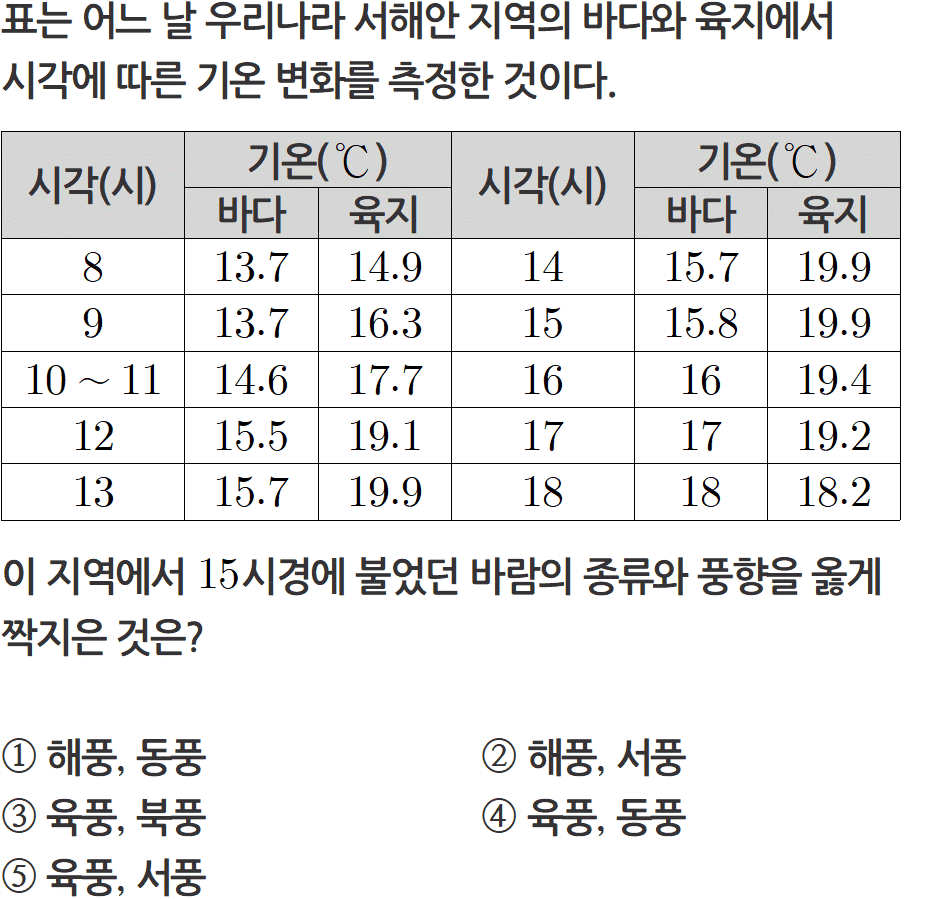 표는 어느 날 우리나라 서해안 지역의 바다와 육지에서
시각에 따른 기온 변화를 측정한 것이다.
시각(시) 기온(℃) 시각(시) 기온(℃)
바다 육지 바다 육지
8 13.7 14.9 14 15.7 19.9
9 13.7 16.3 15 15.8 19.9
10 ~ 11 14.6 17.7 16 16 19.4
12 15.5 19.1 17 17 19.2
13 15.7 19.9 18 18 18.2
이 지역에서 15시경에 불었던 바람의 종류와 풍향을 옳게
짝지은 것은?
① 해풍, 동풍 ② 해풍, 서풍
③ 육풍, 북풍 ④ 육풍, 동풍
⑤ 육풍, 서풍